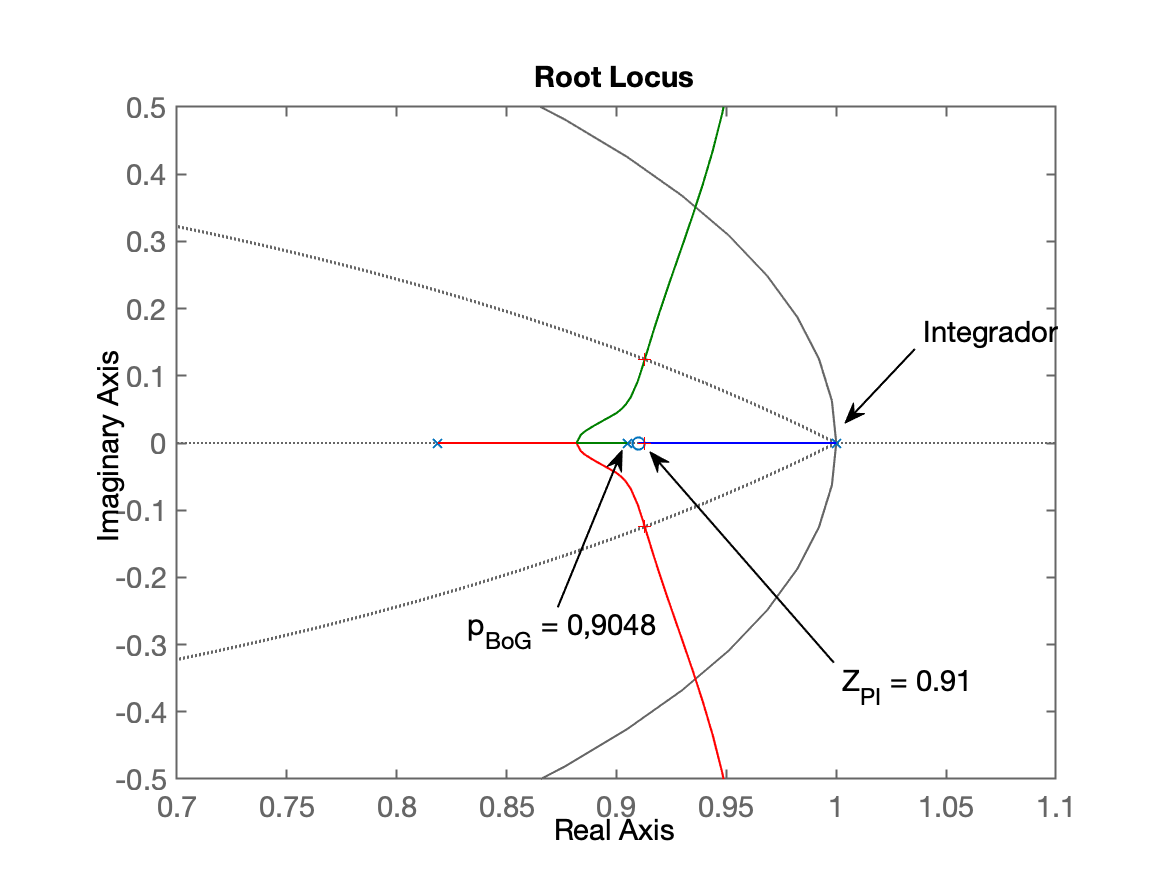 Root Locus
Imaginary Axis
0.5
0.4
0.3
0.2
0.1
0
-0.1
-0.2
-0.3
-0.4
-0.5
Integrador
pBoG = 0,9048
ZPI = 0.91
0.7 0.75 0.8 0.85 0.9 0.95 1 1.05 1.1
Real Axis